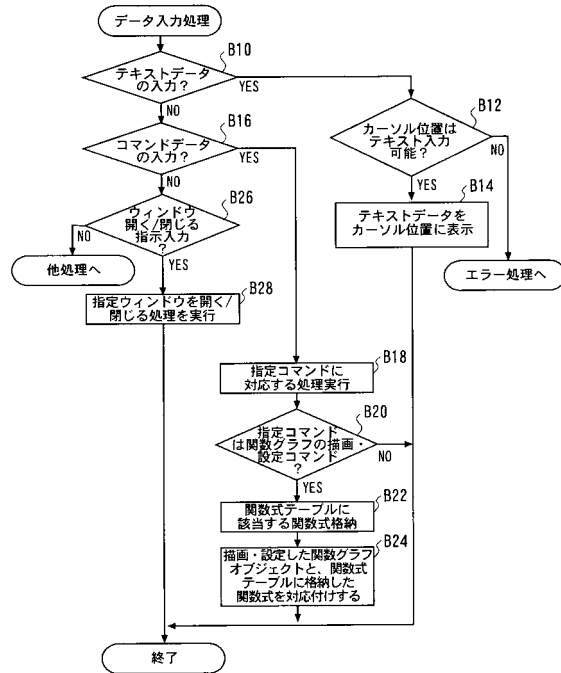 データ入力処理
B10
テキストデータ
の入力?
YES
NO
B16
コマンドデータ
の入力?
YES
NO
B12
カーソル位置は
テキスト入力
可能?
NO
YES
B14
テキストデータを
カーソル位置に表示
エラー処理へ
B26
ウィンドウ
開く/閉じる
指示入力
?
NO
YES
他処理へ
B28
指定ウィンドウを開く/
閉じる処理を実行
B18
指定コマンドに
対応する処理実行
B20
指定コマンド
は関数グラフの描画・
設定コマンド
?
NO
YES
B22
関数式テーブルに
該当する関数式格納
B24
描画・設定した関数グラフ
オブジェクトと、関数式
テーブルに格納した
関数式を対応付けする
終了